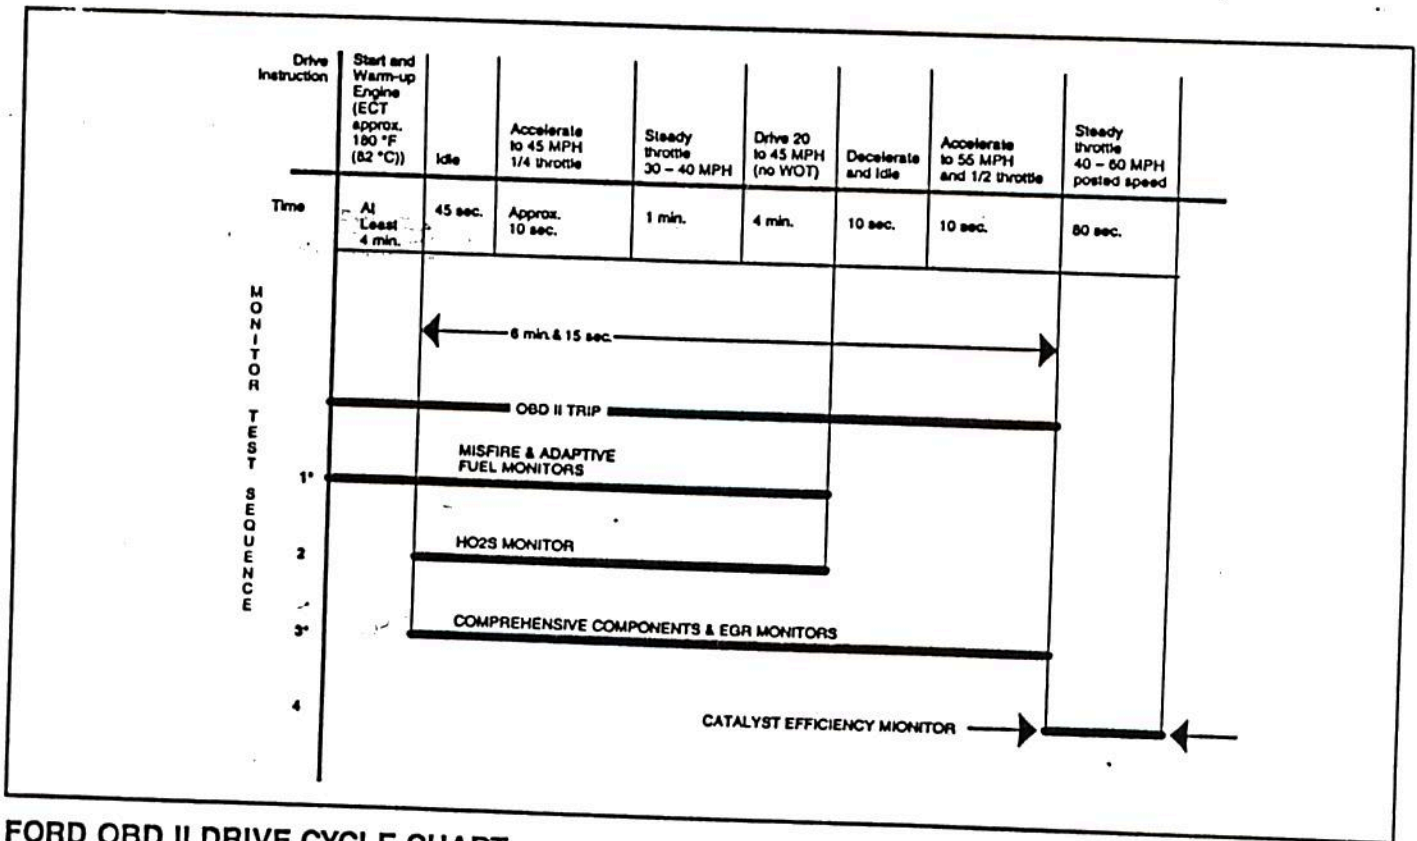 Drive
Instruction
Start and
Warm-up
Engine
(ECT
approx.
180 °F
(82 °C))
Idle
Accelerate
to 45 MPH
1/4 throttle
Steady
throttle
30 – 40 MPH
Drive 20
to 45 MPH
(no WOT)
Decelerate
and Idle
Accelerate
to 55 MPH
and 1/2 throttle
Steady
throttle
40 – 60 MPH
posted speed
Time
At
Least
4 min.
45 sec.
Approx.
10 sec.
1 min.
4 min.
10 sec.
10 sec.
80 sec.
MONITOR TEST SEQUENCE
6 min. & 15 sec.
OBD II TRIP
MISFIRE & ADAPTIVE
FUEL MONITORS
1*
HO2S MONITOR
2
COMPREHENSIVE COMPONENTS & EGR MONITORS
3*
4
CATALYST EFFICIENCY MIONITOR
FORD OBD II DRIVE CYCLE CHART